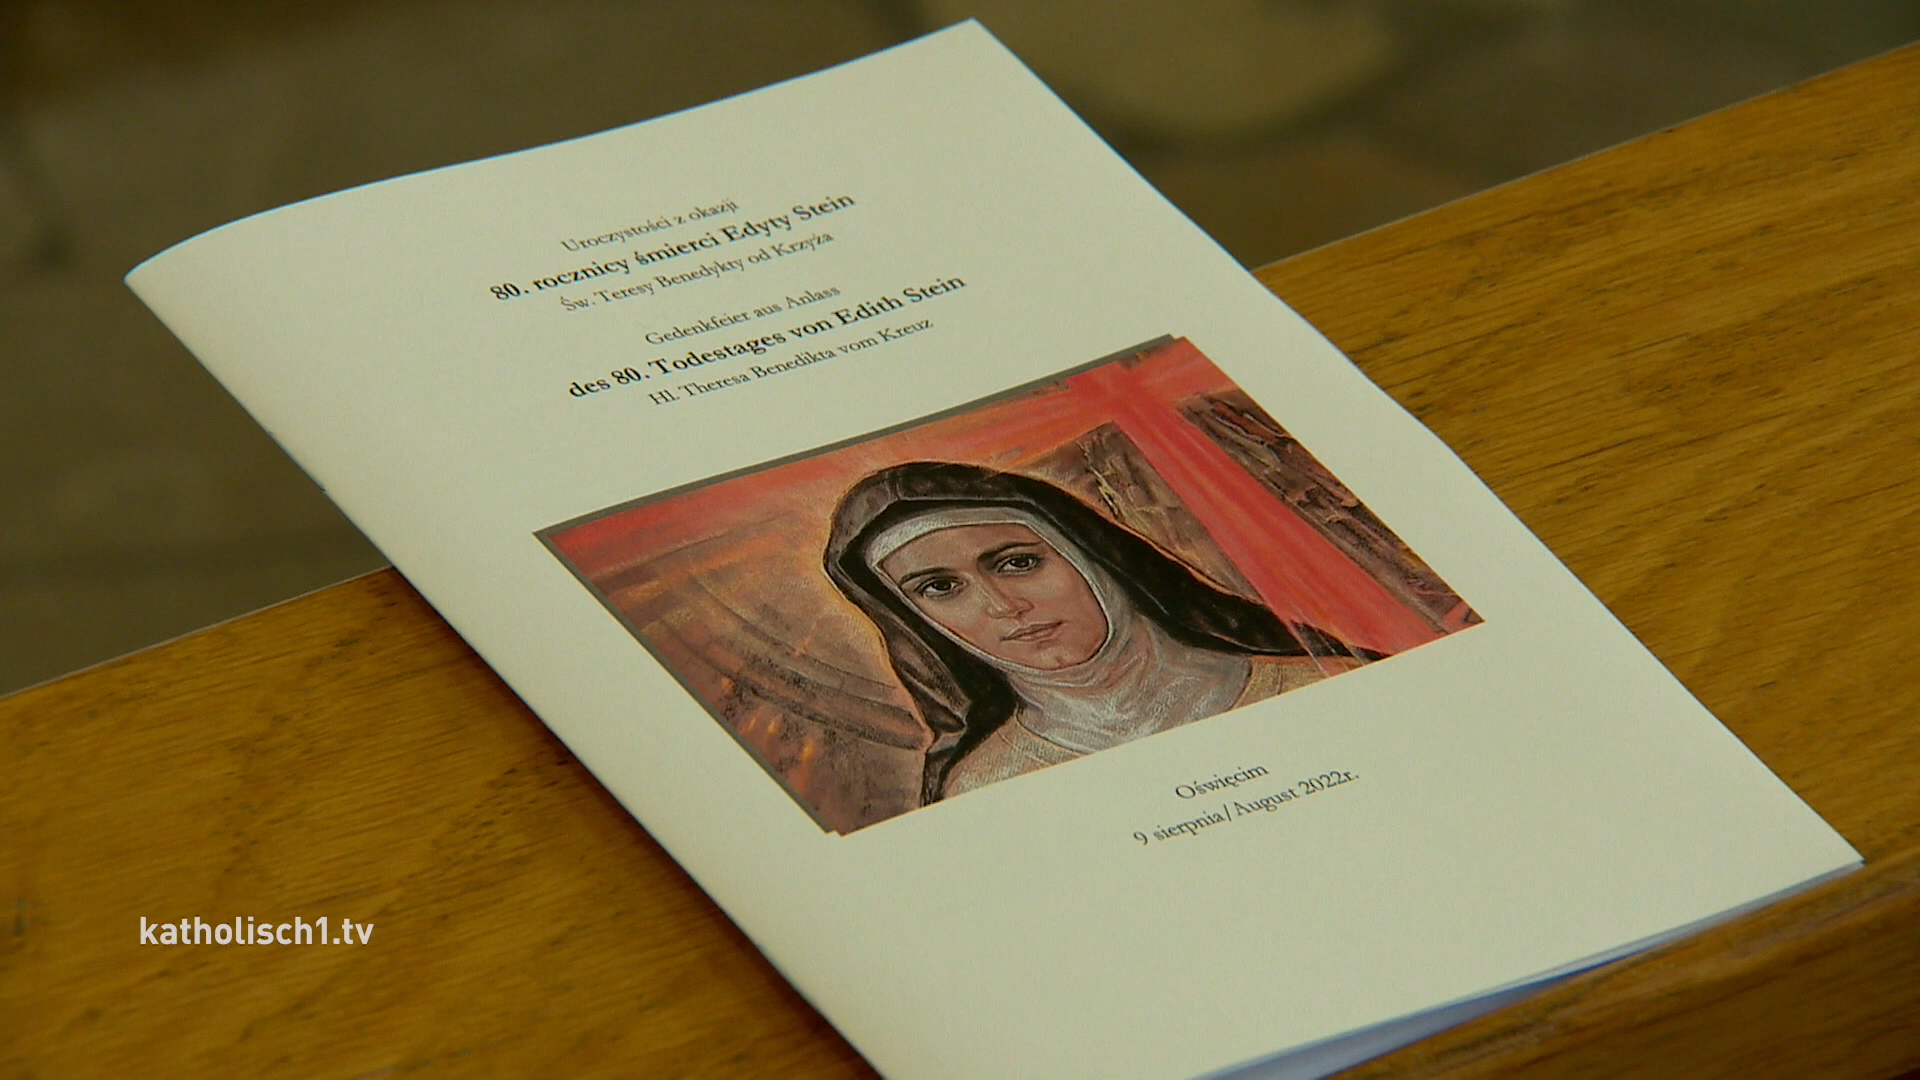 Uroczystości z okazji
80. rocznicy śmierci Edyty Stein
Św. Teresy Benedykty od Krzyża
Gedenkfeier aus Anlass
des 80. Todestages von Edith Stein
Hl. Theresa Benedikta vom Kreuz
Oświęcim
9 sierpnia/August 2022r.
katholisch1.tv